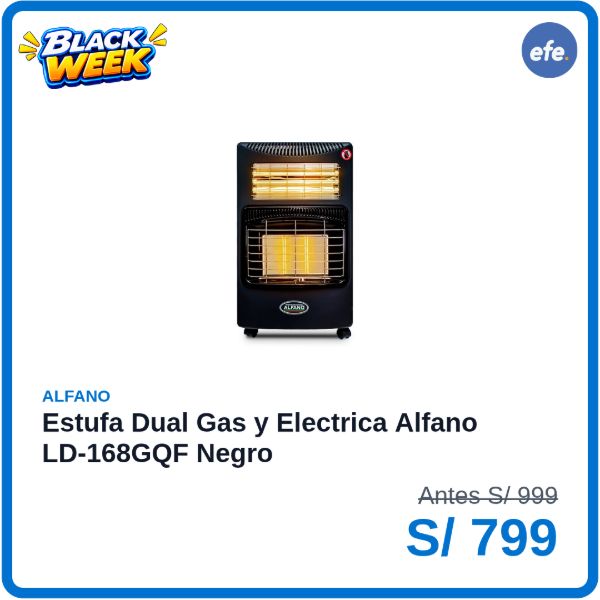 BLACK
WEEK
efe.
ALFANO
ALFANO
Estufa Dual Gas y Electrica Alfano
LD-168GQF Negro
Antes S/ 999
S/ 799